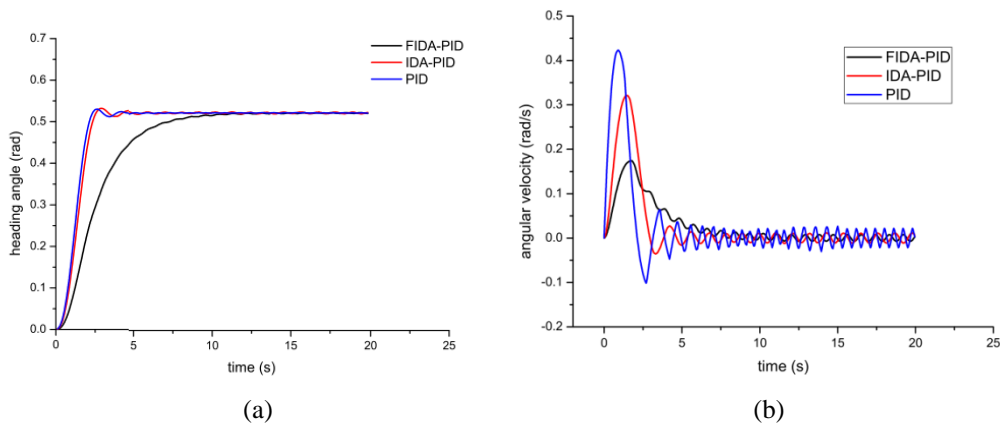 0.7
0.6
0.5
0.4
0.3
0.2
0.1
0.0
heading angle (rad)
0
5
10
15
20
25
time (s)
FIDA-PID
IDA-PID
PID
(a)
0.5
0.4
0.3
0.2
0.1
0.0
-0.1
-0.2
angular velocity (rad/s)
0
5
10
15
20
25
time (s)
FIDA-PID
IDA-PID
PID
(b)